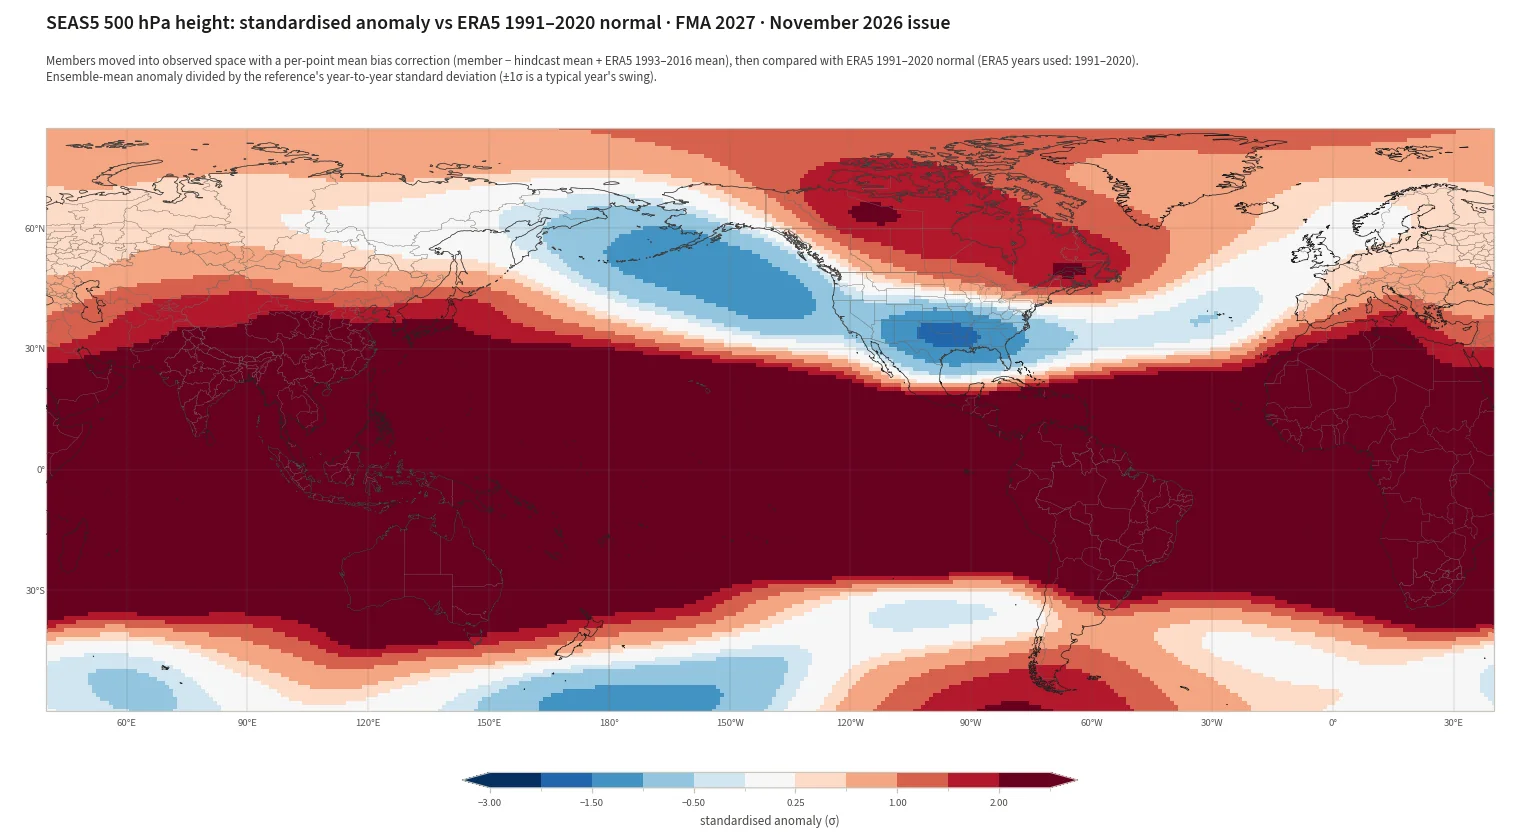 SEAS5 500 hPa height: standardised anomaly vs ERA5 1991–2020 normal · FMA 2027 · November 2026 issue
Members moved into observed space with a per-point mean bias correction (member − hindcast mean + ERA5 1993–2016 mean), then compared with ERA5 1991–2020 normal (ERA5 years used: 1991–2020).
Ensemble-mean anomaly divided by the reference's year-to-year standard deviation (±1σ is a typical year's swing).
60°N
30°N
0°
30°S
60°E 90°E 120°E 150°E 180° 150°W 120°W 90°W 60°W 30°W 0° 30°E
−3.00 −1.50 −0.50 0.25 1.00 2.00
standardised anomaly (σ)